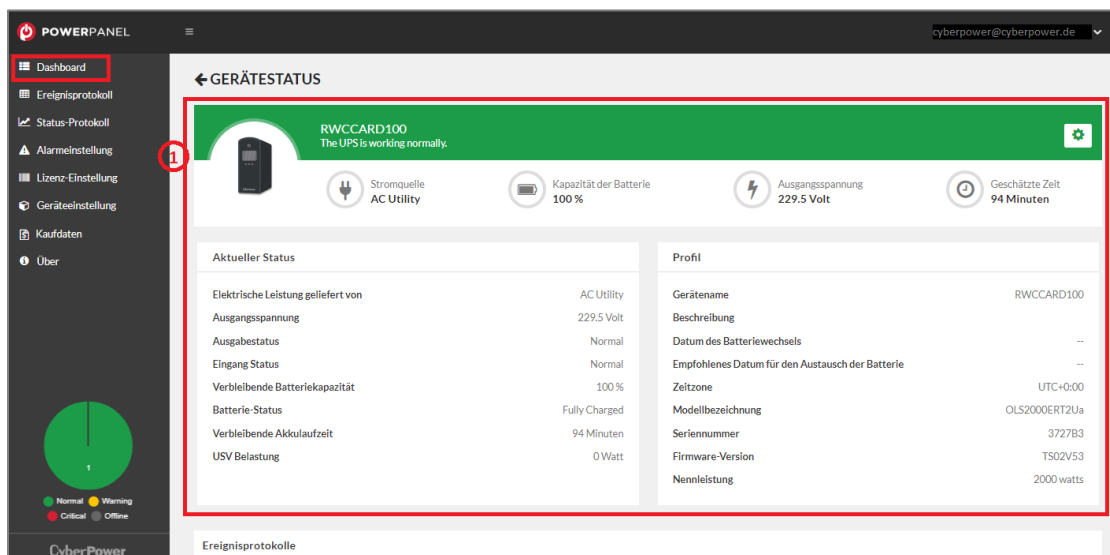 POWERPANEL
cyberpower@cyberpower.de
Dashboard
Ereignisprotokoll
Status-Protokoll
Alarmeinstellung
Lizenz-Einstellung
Geräteeinstellung
Kaufdaten
Über
1
Normal Warning
Critical Offline
CyberPower
GERÄTESTATUS
1
RWCCARD100
The UPS is working normally.
Stromquelle
AC Utility
Kapazität der Batterie
100 %
Ausgangsspannung
229.5 Volt
Geschätzte Zeit
94 Minuten
Aktueller Status
Elektrische Leistung geliefert von AC Utility
Ausgangsspannung 229.5 Volt
Ausgabestatus Normal
Eingang Status Normal
Verbleibende Batteriekapazität 100 %
Batterie-Status Fully Charged
Verbleibende Akkulaufzeit 94 Minuten
USV Belastung 0 Watt
Profil
Gerätename RWCCARD100
Beschreibung
Datum des Batteriewechsels --
Empfohlenes Datum für den Austausch der Batterie --
Zeitzone UTC+0:00
Modellbezeichnung OLS2000ERT2Ua
Seriennummer 3727B3
Firmware-Version TS02V53
Nennleistung 2000 watts
Ereignisprotokolle